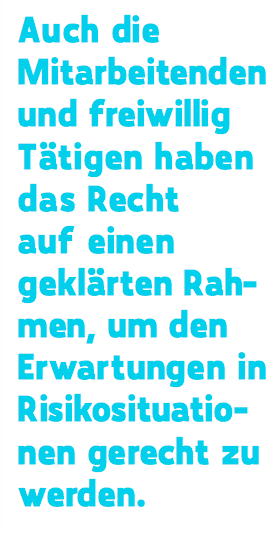 Auch die
Mitarbeitenden
und freiwillig
Tätigen haben
das Recht
auf einen
geklärten Rah-
men, um den
Erwartungen in
Risikosituatio-
nen gerecht zu
werden.